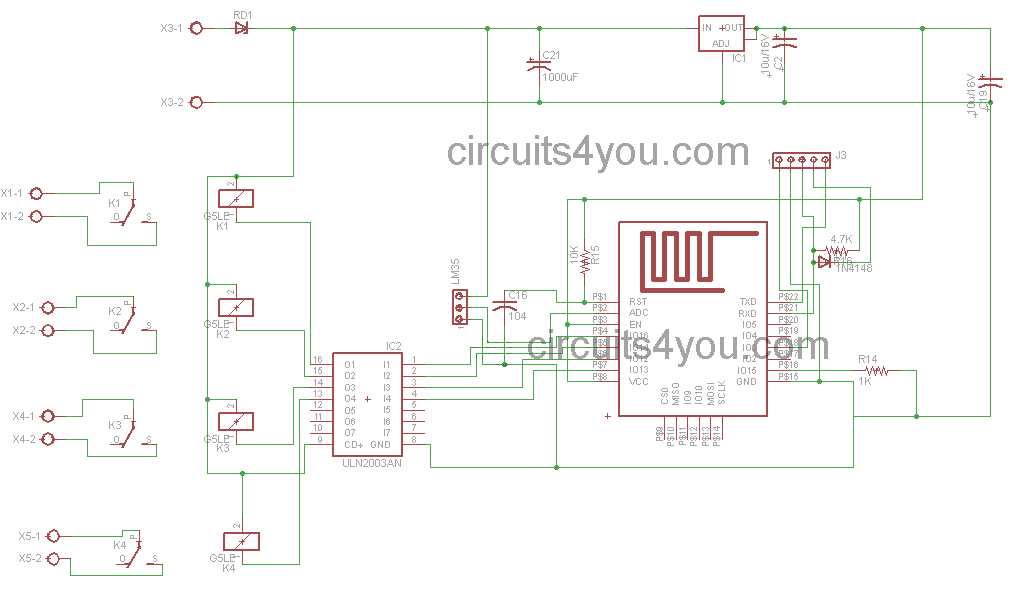 RD1
X3-1
IN OUT
ADJ
IC1
C21
1000uF
10u/16V
C2
10u/16V
C19
X3-2
circuits4you.com
1
J3
X1-1
X1-2
K1
P
O
S
2
1
G5LE
K1
4.7K
R16
1N4148
10K
R15
LM35
1
C16
104
X2-1
X2-2
K2
P
O
S
2
1
G5LE
K2
P$1
P$2
P$3
P$4
P$7
P$8
RST
ADC
EN
IO16
IO13
VCC
TXD
RXD
IO5
IO4
IO2
IO15
GND
P$22
P$21
P$20
P$19
P$16
P$15
circuits4you.com
CS0
MISO
IO9
IO10
MOSI
SCLK
P$9
P$10
P$11
P$12
P$13
P$14
R14
1K
IC2
16 O1 I1 1
15 O2 I2 2
14 O3 I3 3
13 O4 I4 4
12 O5 I5 5
11 O6 I6 6
10 O7 I7 7
9 CD+ GND 8
ULN2003AN
X4-1
X4-2
K3
P
O
S
2
1
G5LE
K3
X5-1
X5-2
K4
P
O
S
2
1
G5LE
K4